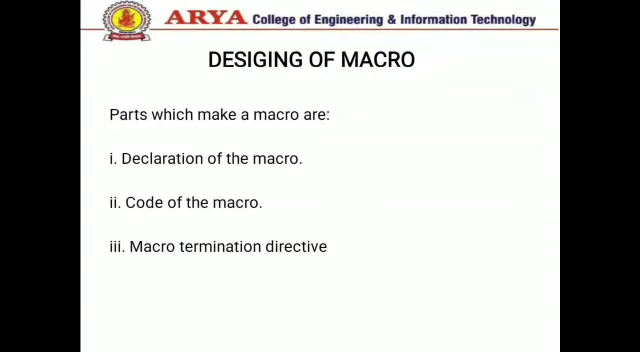 ARYA College of Engineering & Information Technology
DESIGING OF MACRO
Parts which make a macro are:
i. Declaration of the macro.
ii. Code of the macro.
iii. Macro termination directive